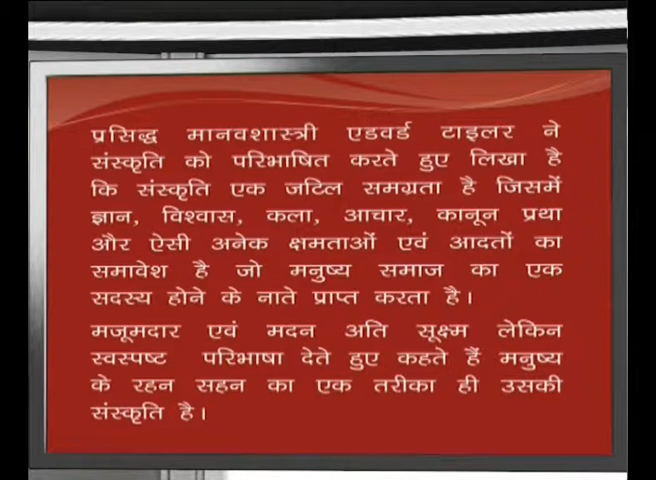 प्रसिद्ध मानवशास्त्री एडवर्ड टाइलर ने
संस्कृति को परिभाषित करते हुए लिखा है
कि संस्कृति एक जटिल समग्रता है जिसमें
ज्ञान, विश्वास, कला, आचार, कानून प्रथा
और ऐसी अनेक क्षमताओं एवं आदतों का
समावेश है जो मनुष्य समाज का एक
सदस्य होने के नाते प्राप्त करता है।
मजूमदार एवं मदन अति सूक्ष्म लेकिन
स्वस्पष्ट परिभाषा देते हुए कहते हैं मनुष्य
के रहन सहन का एक तरीका ही उसकी
संस्कृति है।